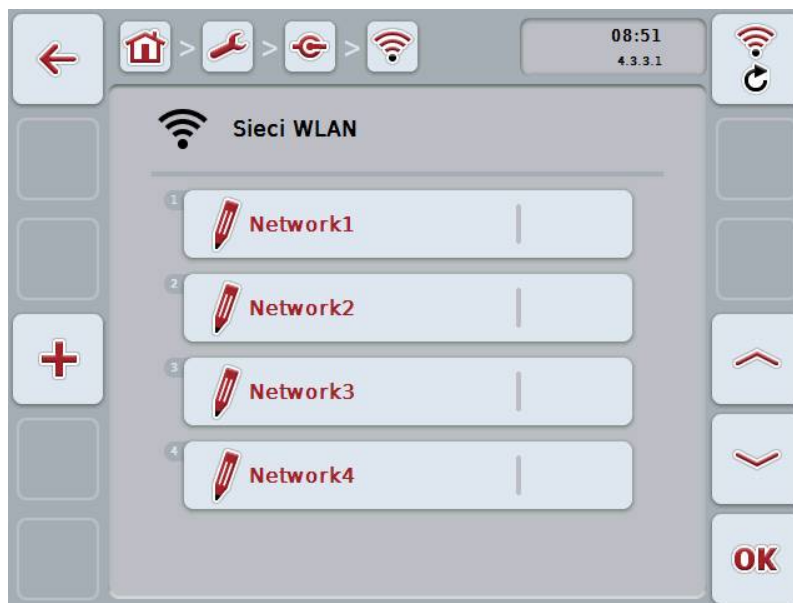 08:51
4.3.3.1
Sieci WLAN
1
Network1
2
Network2
3
Network3
4
Network4
OK